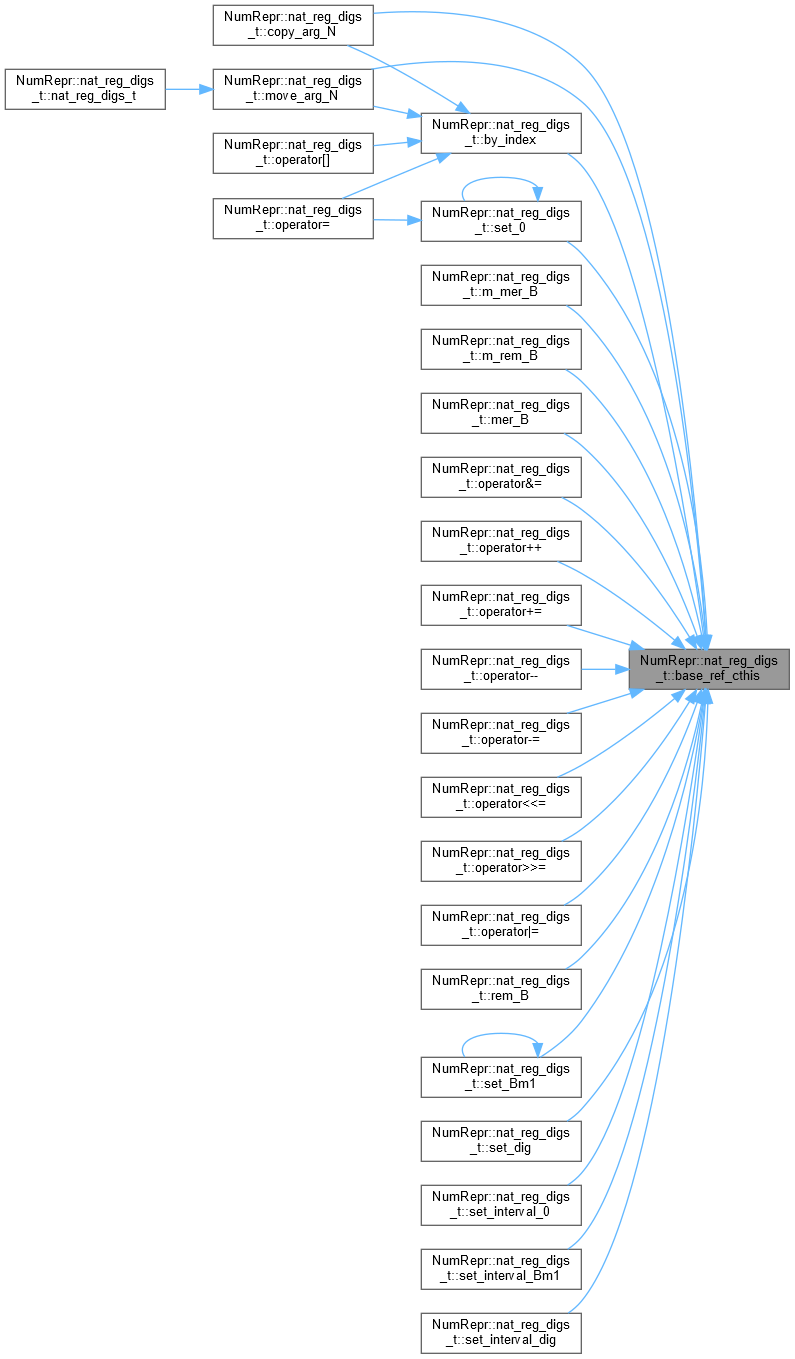 NumRepr::nat_reg_digs
_t::copy_arg_N
NumRepr::nat_reg_digs
_t::nat_reg_digs_t
NumRepr::nat_reg_digs
_t::move_arg_N
NumRepr::nat_reg_digs
_t::by_index
NumRepr::nat_reg_digs
_t::operator[]
NumRepr::nat_reg_digs
_t::operator=
NumRepr::nat_reg_digs
_t::set_0
NumRepr::nat_reg_digs
_t::m_mer_B
NumRepr::nat_reg_digs
_t::m_rem_B
NumRepr::nat_reg_digs
_t::mer_B
NumRepr::nat_reg_digs
_t::operator&=
NumRepr::nat_reg_digs
_t::operator++
NumRepr::nat_reg_digs
_t::operator+=
NumRepr::nat_reg_digs
_t::base_ref_cthis
NumRepr::nat_reg_digs
_t::operator--
NumRepr::nat_reg_digs
_t::operator-=
NumRepr::nat_reg_digs
_t::operator<<=
NumRepr::nat_reg_digs
_t::operator>>=
NumRepr::nat_reg_digs
_t::operator|=
NumRepr::nat_reg_digs
_t::rem_B
NumRepr::nat_reg_digs
_t::set_Bm1
NumRepr::nat_reg_digs
_t::set_dig
NumRepr::nat_reg_digs
_t::set_interval_0
NumRepr::nat_reg_digs
_t::set_interval_Bm1
NumRepr::nat_reg_digs
_t::set_interval_dig